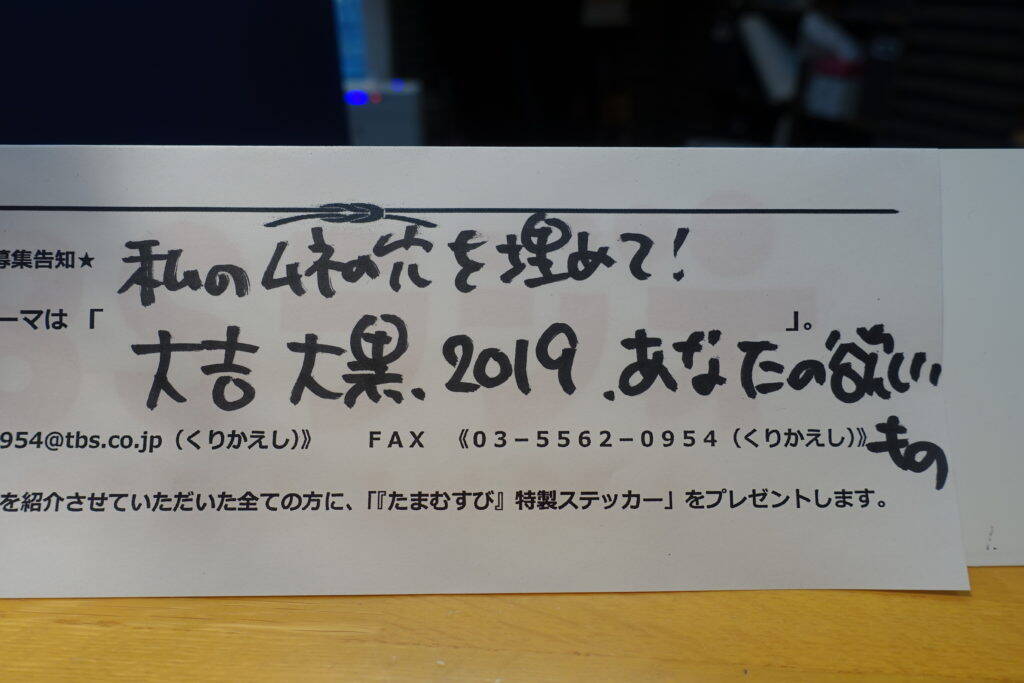 募集告知★
私のムネの穴を埋めて!
ーマは「 」。
大吉大黒、2019、あなたの欲しい
もの
954@tbs.co.jp(くりかえし)》 FAX 《03-5562-0954(くりかえし)》
を紹介させていただいた全ての方に、「『たまむすび』特製ステッカー」をプレゼントします。